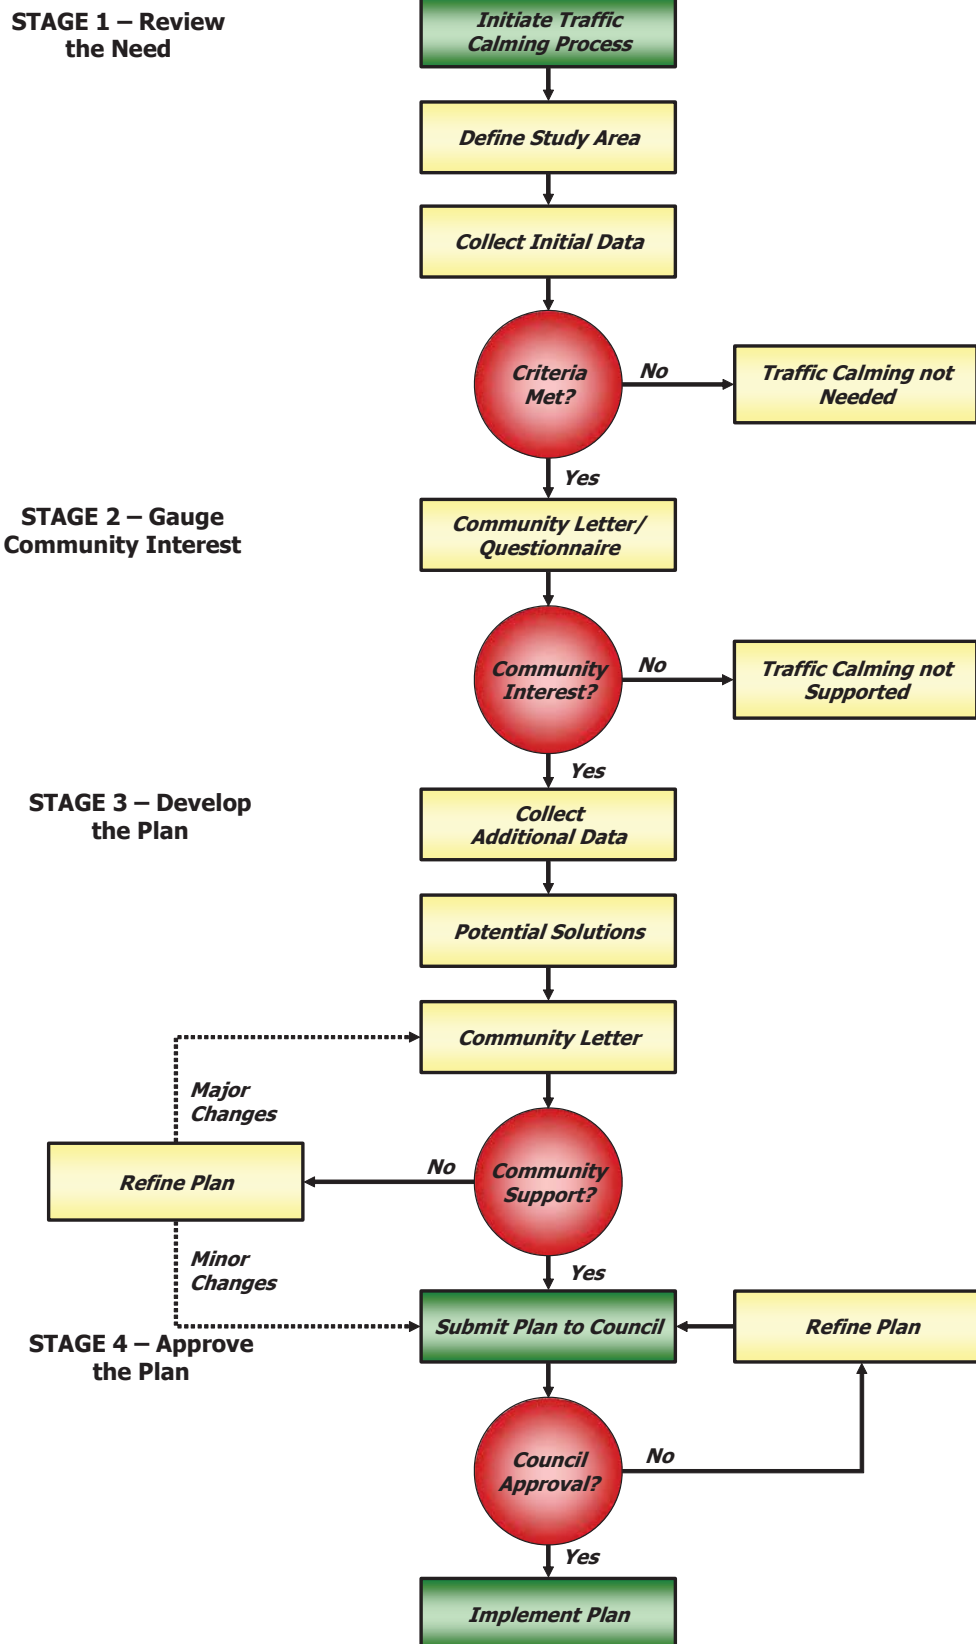 STAGE 1 – Review
the Need
Initiate Traffic
Calming Process
Define Study Area
Collect Initial Data
Criteria
Met?
No
Traffic Calming not
Needed
Yes
STAGE 2 – Gauge
Community Interest
Community Letter/
Questionnaire
Community
Interest?
No
Traffic Calming not
Supported
Yes
STAGE 3 – Develop
the Plan
Collect
Additional Data
Potential Solutions
Community Letter
Major
Changes
Refine Plan
No
Community
Support?
Minor
Changes
Yes
STAGE 4 – Approve
the Plan
Submit Plan to Council
Refine Plan
Council
Approval?
No
Yes
Implement Plan